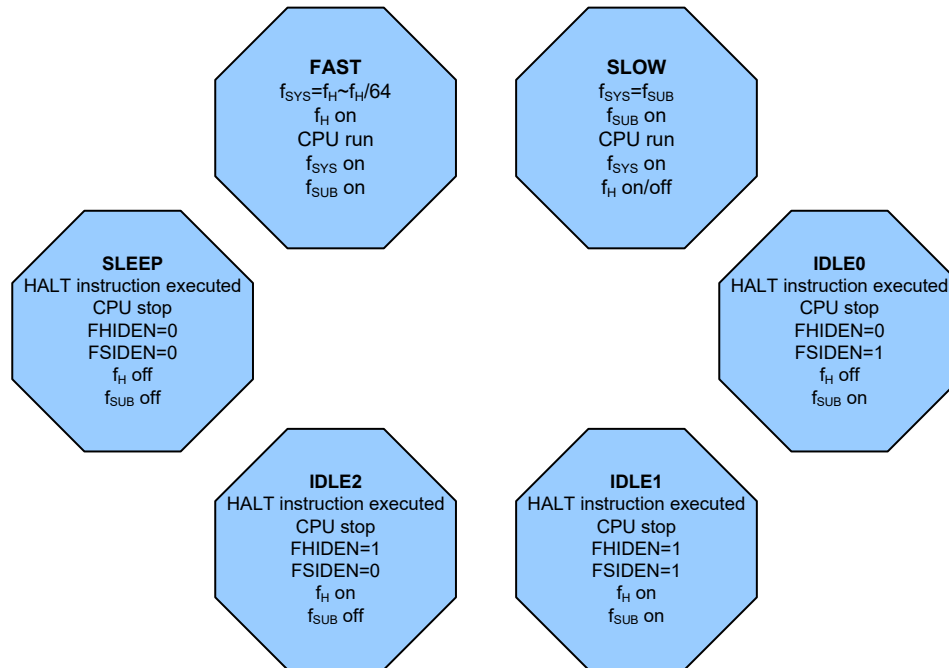 FAST
fSYS=fH~fH/64
fH on
CPU run
fSYS on
fSUB on
SLOW
fSYS=fSUB
fSUB on
CPU run
fSYS on
fH on/off
SLEEP
HALT instruction executed
CPU stop
FHIDEN=0
FSIDEN=0
fH off
fSUB off
IDLE0
HALT instruction executed
CPU stop
FHIDEN=0
FSIDEN=1
fH off
fSUB on
IDLE2
HALT instruction executed
CPU stop
FHIDEN=1
FSIDEN=0
fH on
fSUB off
IDLE1
HALT instruction executed
CPU stop
FHIDEN=1
FSIDEN=1
fH on
fSUB on